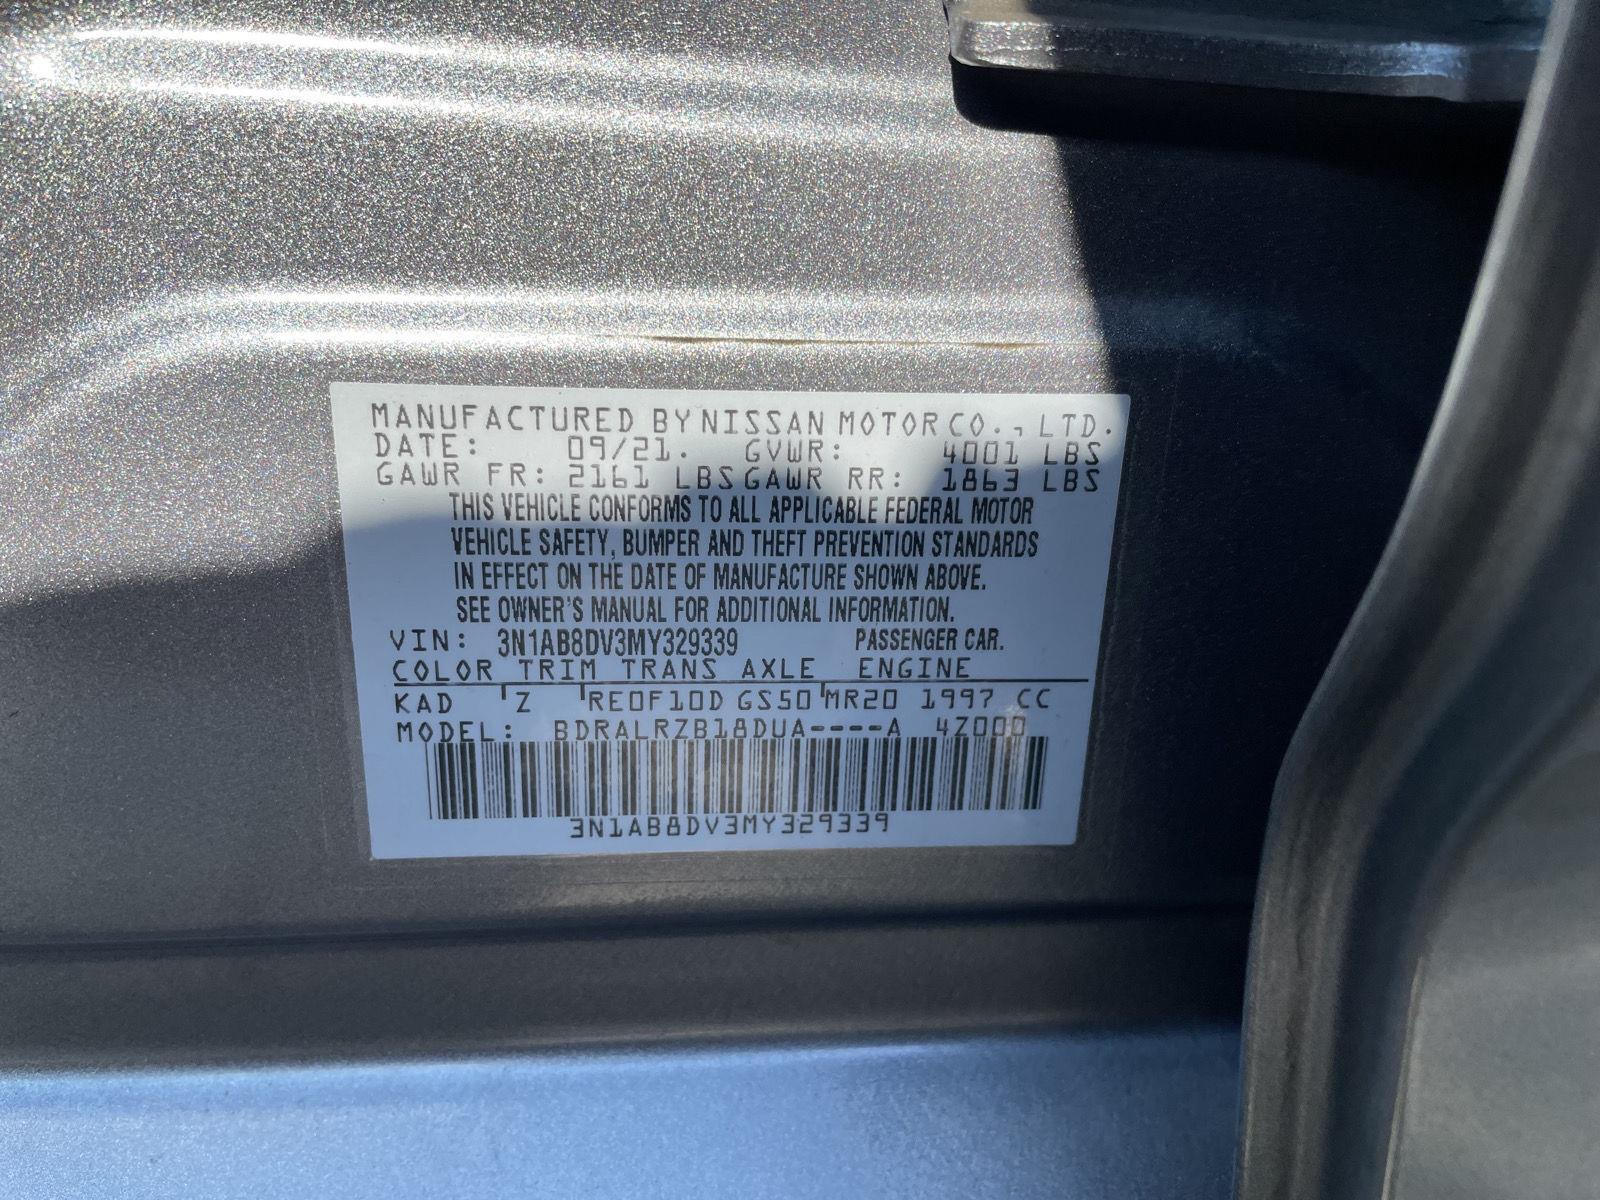 MANUFACTURED BY NISSAN MOTOR CO., LTD.
DATE: 09/21. GVWR: 4001 LBS
GAWR FR: 2161 LBS GAWR RR: 1863 LBS
THIS VEHICLE CONFORMS TO ALL APPLICABLE FEDERAL MOTOR
VEHICLE SAFETY, BUMPER AND THEFT PREVENTION STANDARDS
IN EFFECT ON THE DATE OF MANUFACTURE SHOWN ABOVE.
SEE OWNER'S MANUAL FOR ADDITIONAL INFORMATION.
VIN: 3N1AB8DV3MY329339 PASSENGER CAR.
COLOR TRIM TRANS AXLE ENGINE
KAD Z RE0F10D GS50 MR20 1997 CC
MODEL: BDRALRZB18DUA----A 4Z000
3N1AB8DV3MY329339